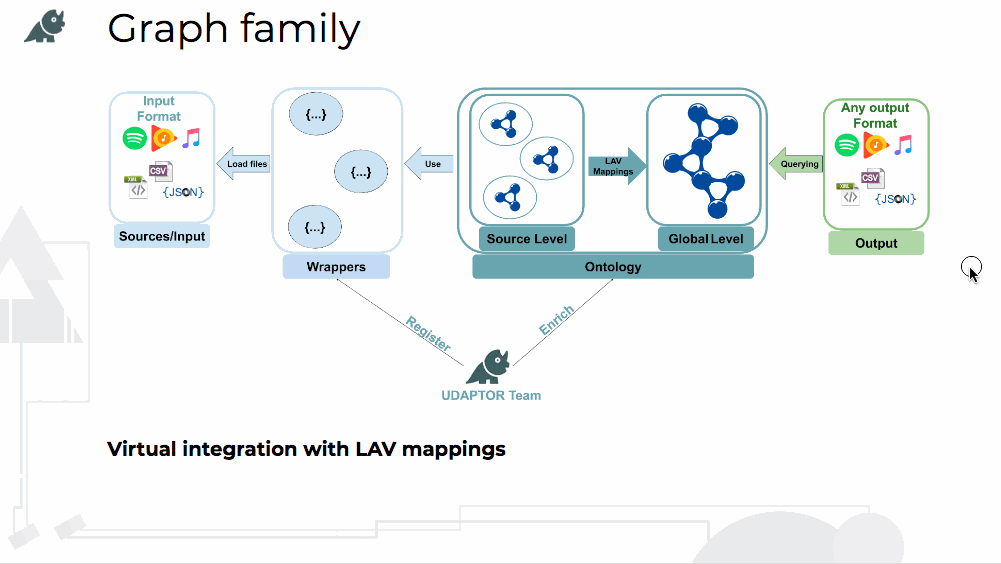 Graph family
Input
Format
CSV
XML
</>
{JSON}
Sources/Input
Load files
{...}
{...}
{...}
Wrappers
Use
Source Level
LAV
Mappings
Global Level
Ontology
Querying
Any output
Format
CSV
XML
</>
{JSON}
Output
Register
Enrich
UDAPTOR Team
Virtual integration with LAV mappings